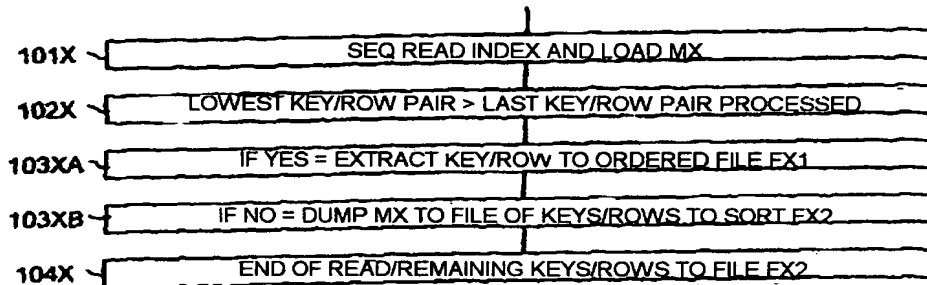 101X SEQ READ INDEX AND LOAD MX
102X LOWEST KEY/ROW PAIR > LAST KEY/ROW PAIR PROCESSED
103XA IF YES = EXTRACT KEY/ROW TO ORDERED FILE FX1
103XB IF NO = DUMP MX TO FILE OF KEYS/ROWS TO SORT FX2
104X END OF READ/REMAINING KEYS/ROWS TO FILE FX2